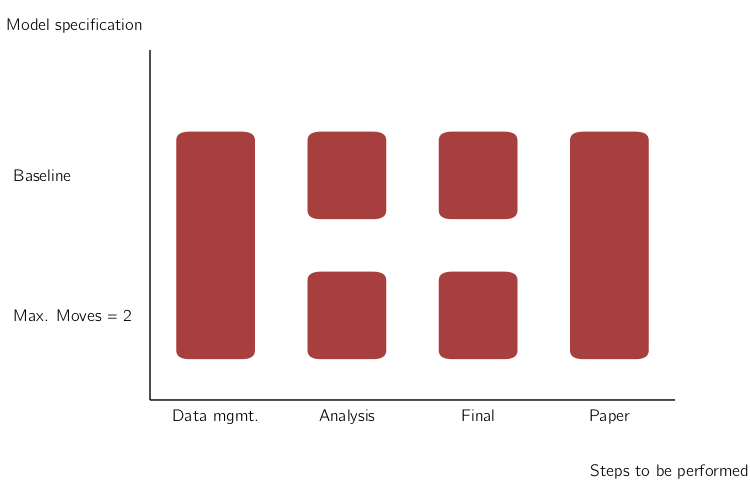 Model specification
Baseline
Max. Moves = 2
Data mgmt. Analysis Final Paper
Steps to be performed